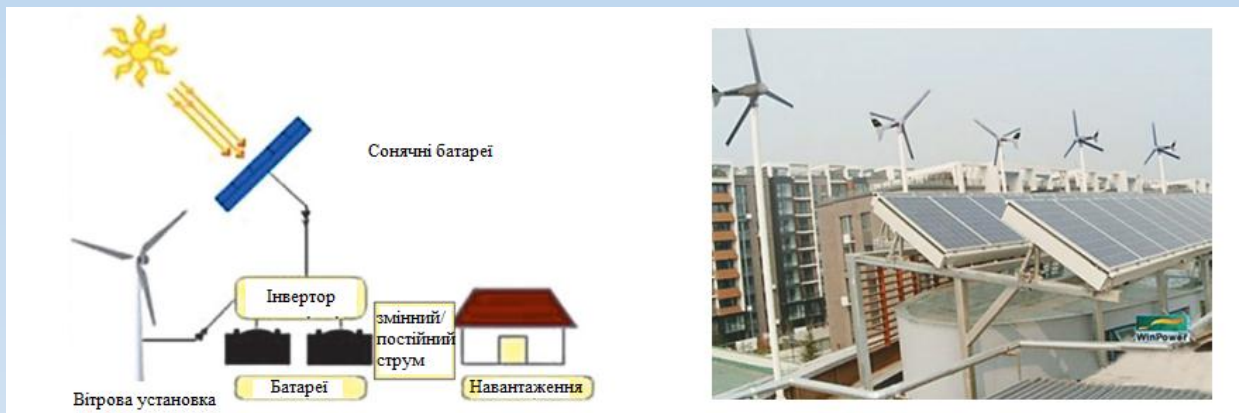 Сонячні батареї
Інвертор
змінний/
постійний
струм
Батареї
Навантаження
Вітрова установка
WinPower